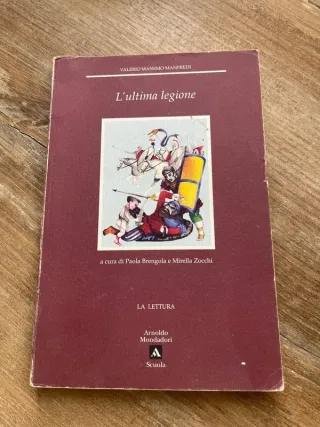 VALERIO MASSIMO MANFREDI
L'ultima legione
a cura di Paola Brengola e Mirella Zocchi
LA LETTURA
Arnoldo
Mondadori
A
Scuola